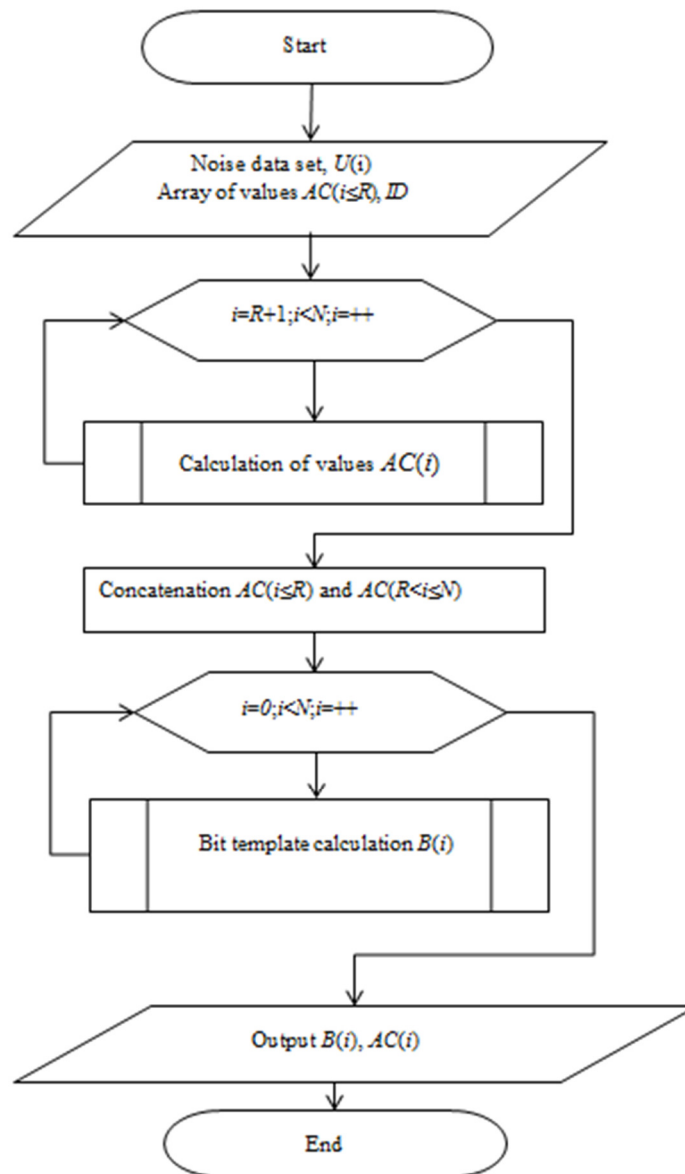 Start
Noise data set, U(i)
Array of values AC(i≤R), ID
i=R+1;i<N;i=++
Calculation of values AC(i)
Concatenation AC(i≤R) and AC(R<i≤N)
i=0;i<N;i=++
Bit template calculation B(i)
Output B(i), AC(i)
End